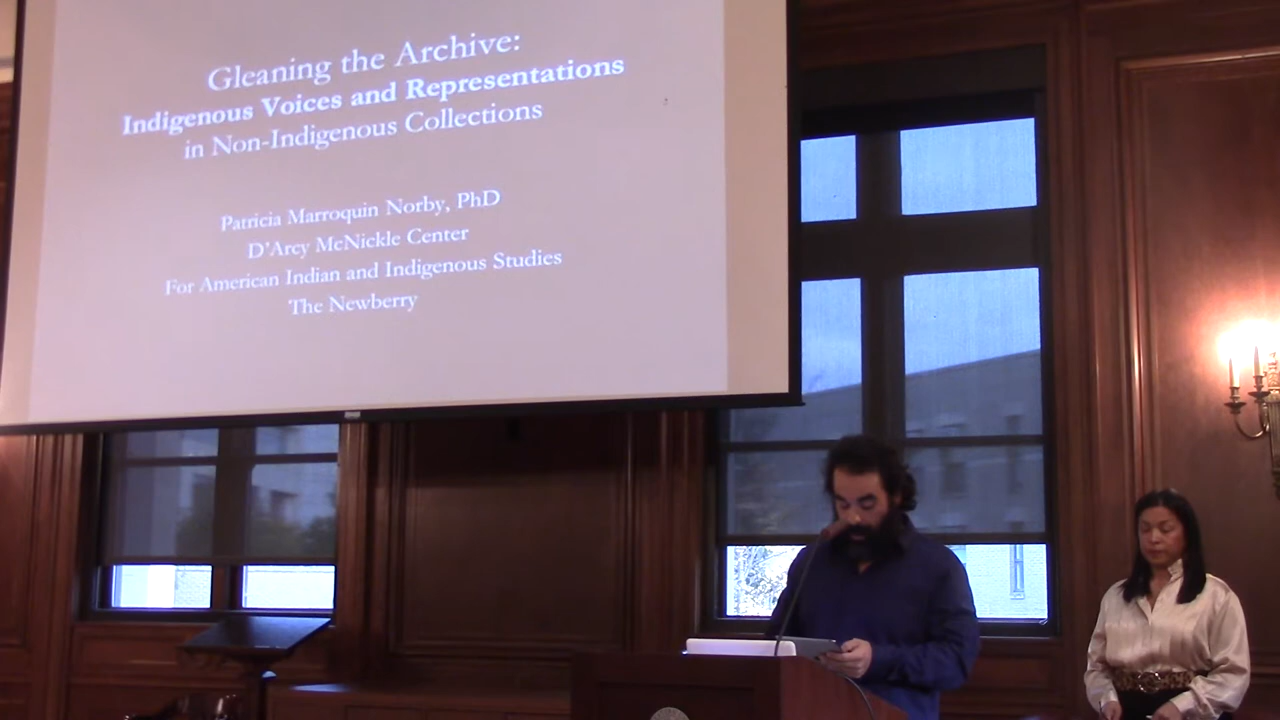 Gleaning the Archive:
Indigenous Voices and Representations
in Non-Indigenous Collections
Patricia Marroquin Norby, PhD
D'Arcy McNickle Center
For American Indian and Indigenous Studies
The Newberry